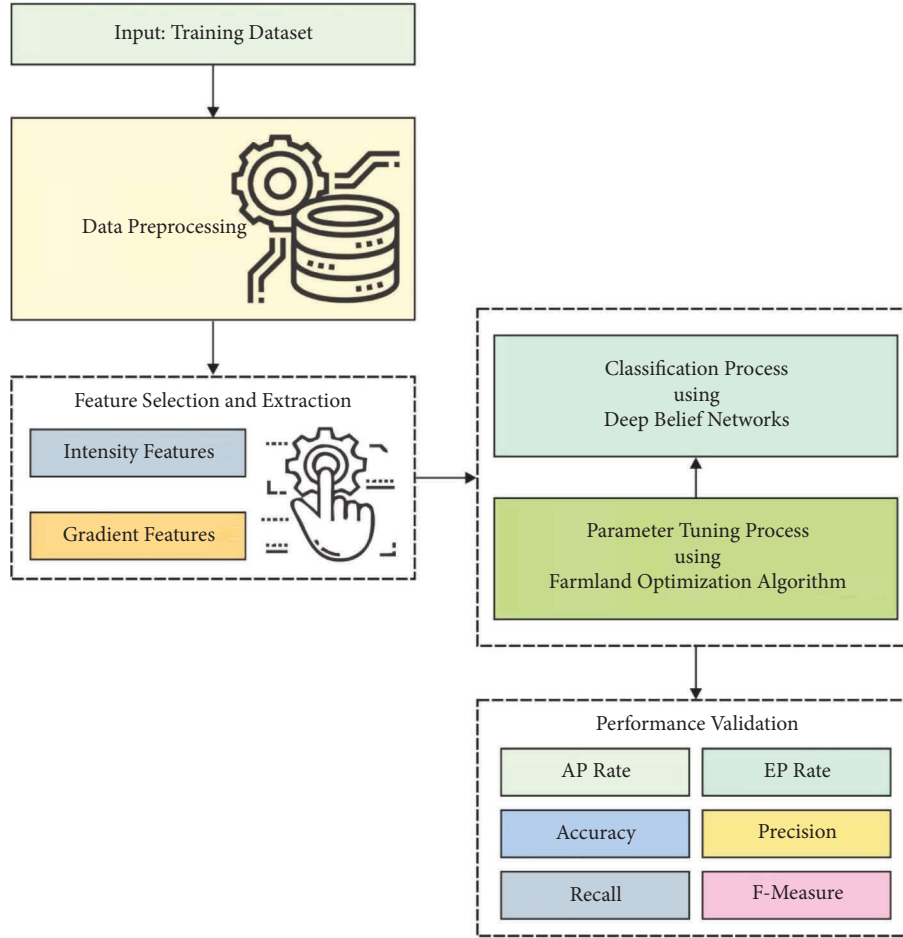 Input: Training Dataset
Data Preprocessing
Feature Selection and Extraction
Intensity Features
Gradient Features
Classification Process
using
Deep Belief Networks
Parameter Tuning Process
using
Farmland Optimization Algorithm
Performance Validation
AP Rate
EP Rate
Accuracy
Precision
Recall
F-Measure